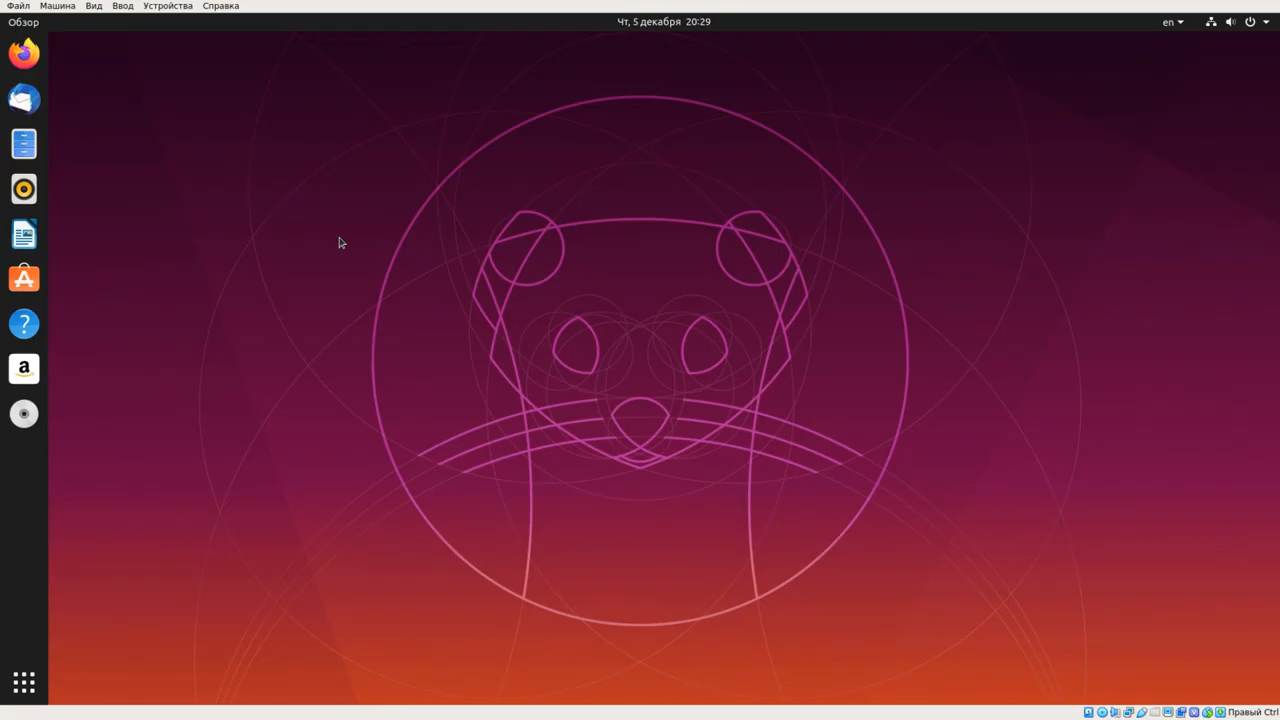 Файл Машина Вид Ввод Устройства Справка
Обзор Чт, 5 декабря 20:29 en
?
a
Правый Ctrl